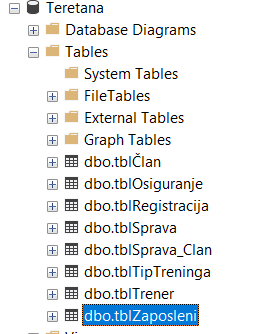 Teretana
Database Diagrams
Tables
System Tables
FileTables
External Tables
Graph Tables
dbo.tblČlan
dbo.tblOsiguranje
dbo.tblRegistracija
dbo.tblSprava
dbo.tblSprava_Clan
dbo.tblTipTreninga
dbo.tblTrener
dbo.tblZaposleni